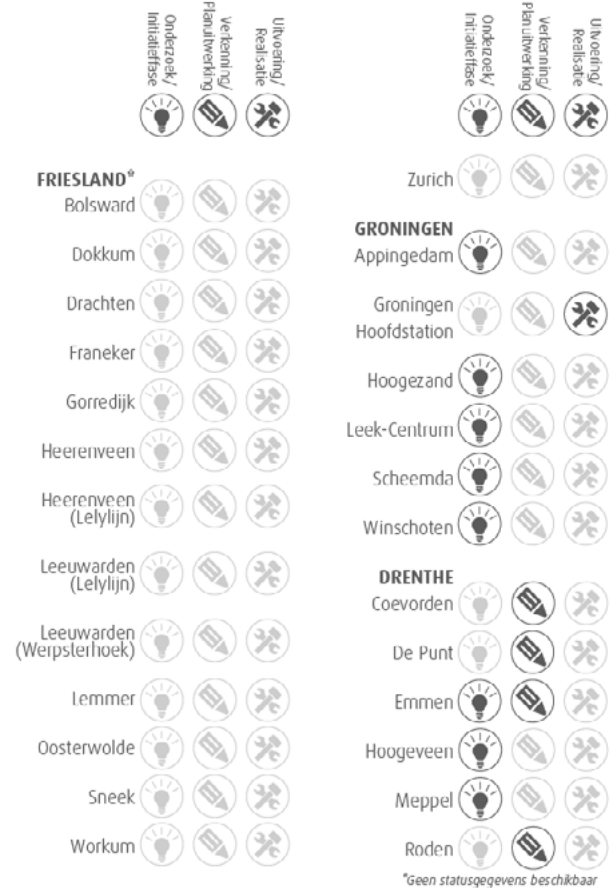 Onderzoek/
Initiatieffase
Verkenning/
Planuitwerking
Uitvoering/
Realisatie
FRIESLAND*
Bolsward
Dokkum
Drachten
Franeker
Gorredijk
Heerenveen
Heerenveen
(Lelylijn)
Leeuwarden
(Lelylijn)
Leeuwarden
(Werpsterhoek)
Lemmer
Oosterwolde
Sneek
Workum
Onderzoek/
Initiatieffase
Verkenning/
Planuitwerking
Uitvoering/
Realisatie
Zurich
GRONINGEN
Appingedam
Groningen
Hoofdstation
Hoogezand
Leek-Centrum
Scheemda
Winschoten
DRENTHE
Coevorden
De Punt
Emmen
Hoogeveen
Meppel
Roden
*Geen statusgegevens beschikbaar